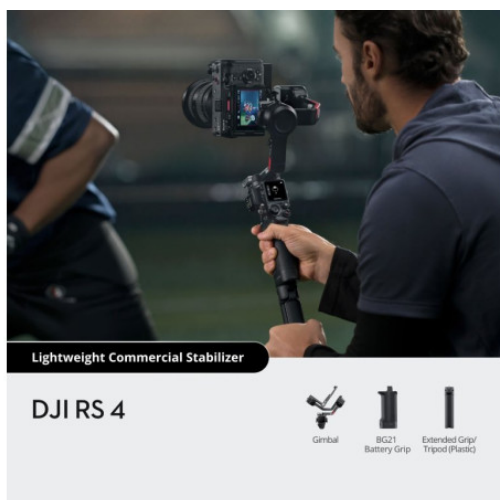 Lightweight Commercial Stabilizer
DJI RS 4
Gimbal
BG21
Battery Grip
Extended Grip/
Tripod (Plastic)